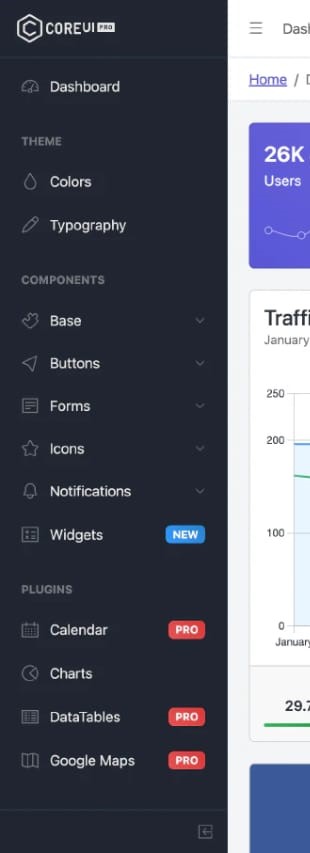 COREUI PRO
Dashboard
THEME
Colors
Typography
COMPONENTS
Base
Buttons
Forms
Icons
Notifications
Widgets NEW
PLUGINS
Calendar PRO
Charts
DataTables PRO
Google Maps PRO
Dash
Home / D
26K
Users
Traffi
January
250
200
100
0
January
29.7